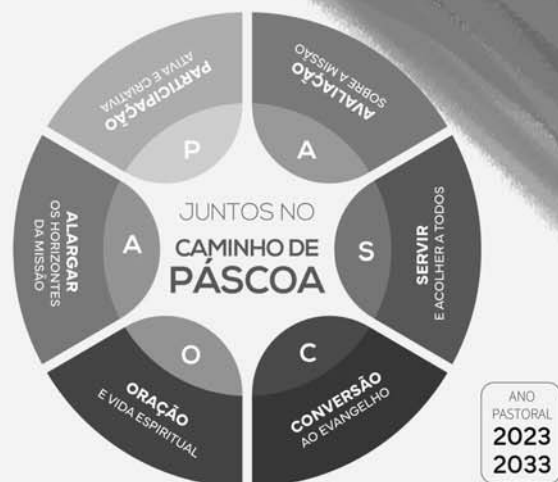 PARTICIPAÇÃO
ATIVA E CRIATIVA
P
AVALIAÇÃO
SOBRE A MISSÃO
A
SERVIR
E ACOLHER A TODOS
S
CONVERSÃO
AO EVANGELHO
C
ORAÇÃO
E VIDA ESPIRITUAL
O
ALARGAR
OS HORIZONTES
DA MISSÃO
A
JUNTOS NO
CAMINHO DE
PÁSCOA
ANO
PASTORAL
2023
2033